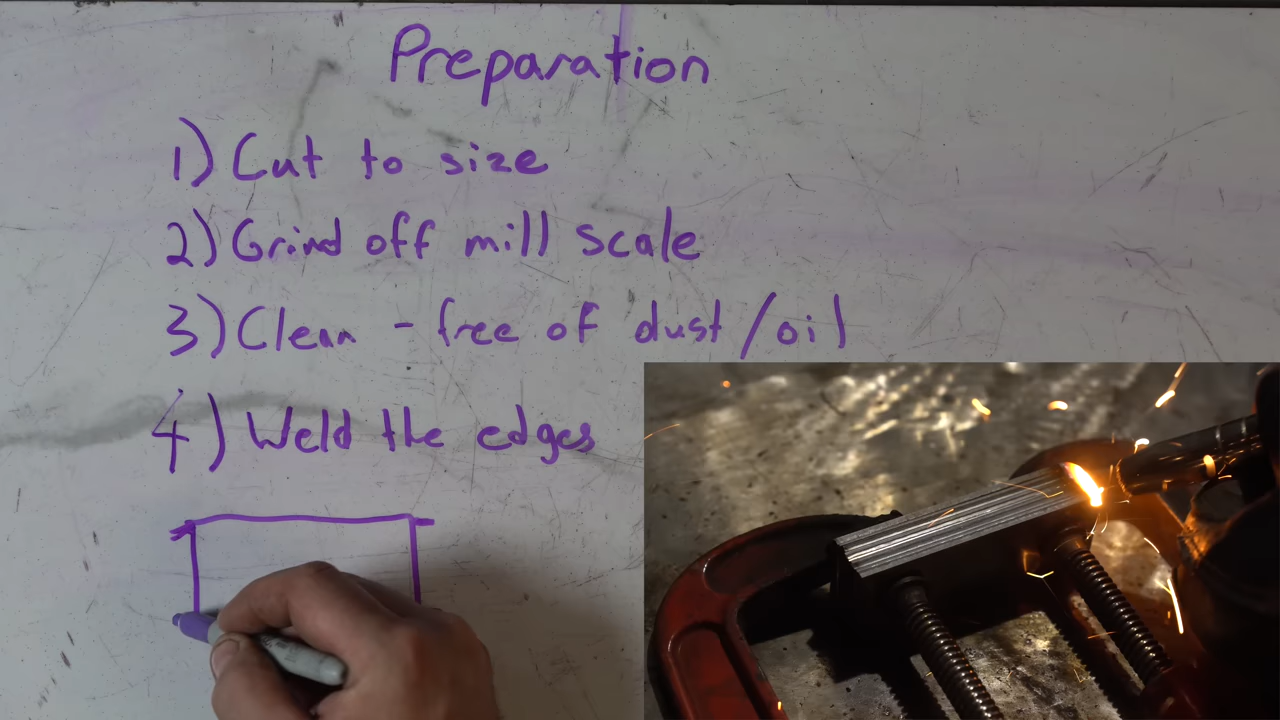 Preparation
1) Cut to size
2) Grind off mill scale
3) Clean - free of dust/oil
4) Weld the edges